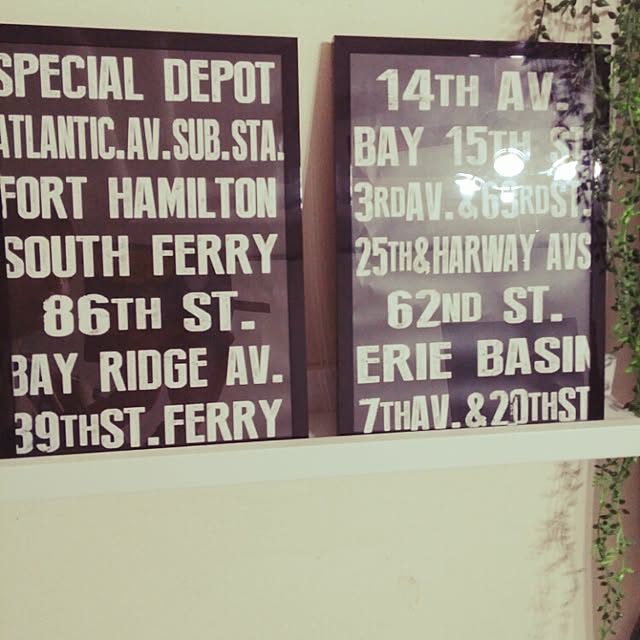 SPECIAL DEPOT
ATLANTIC.AV.SUB.STA.
FORT HAMILTON
SOUTH FERRY
86TH ST.
BAY RIDGE AV.
39THST.FERRY
14TH AV.
BAY 15TH ST
3RDAV.&63RDST.
25TH&HARWAY AVS
62ND ST.
ERIE BASIN
7THAV.&20THST